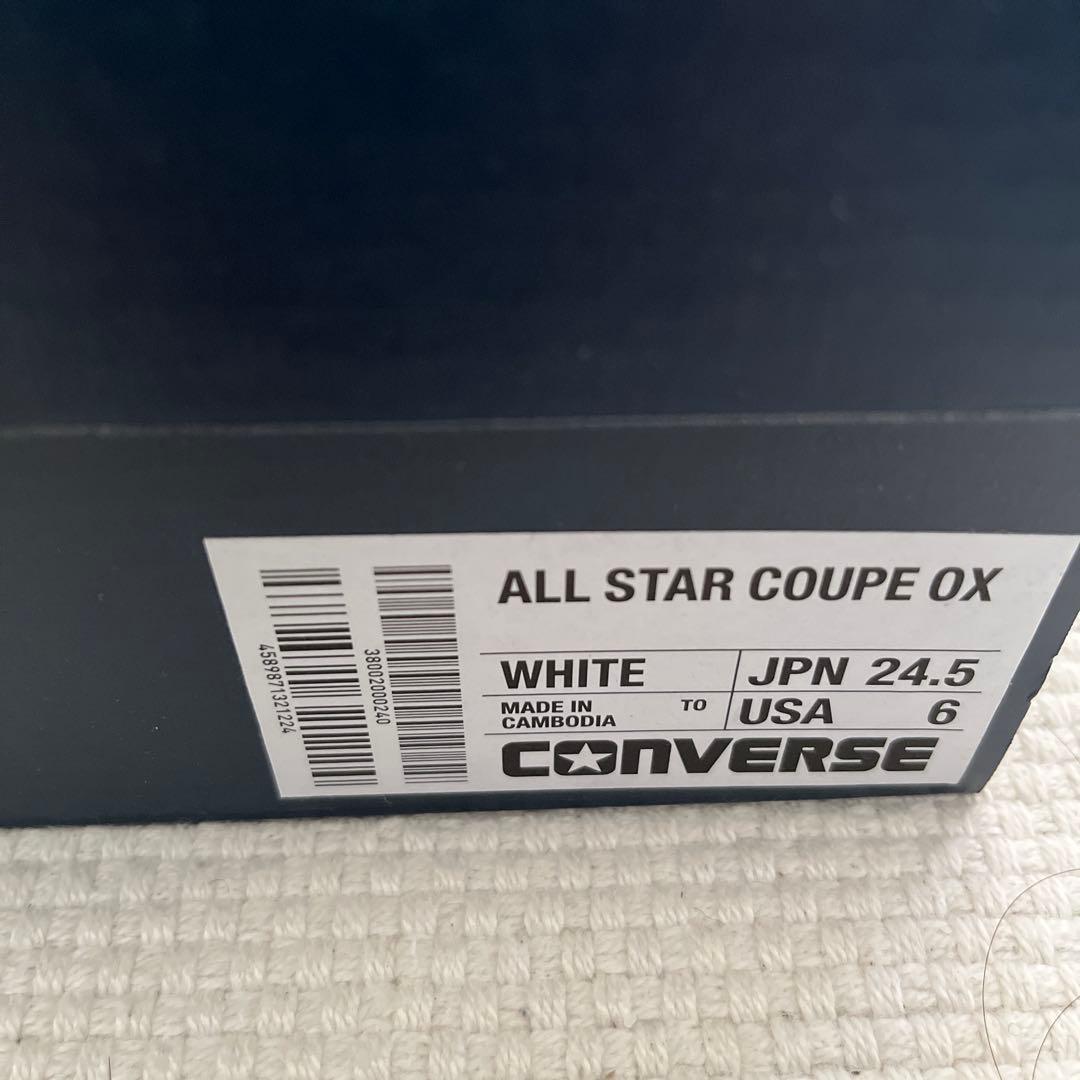 ALL STAR COUPE OX
WHITE
JPN 24.5
MADE IN
CAMBODIA
TO
USA 6
CONVERSE
4589871321224
38002000240